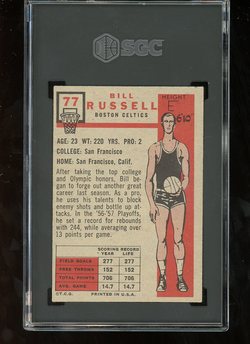 SGC
77
BILL
RUSSELL
BOSTON CELTICS
HEIGHT
E
6'10"
AGE: 23 WT: 220 YRS. PRO: 2
COLLEGE: San Francisco
HOME: San Francisco, Calif.
After taking the top college
and Olympic honors, Bill be-
gan to forge out another great
career last season. As a pro,
he uses his talents to block
enemy shots and bottle up at-
tacks. In the '56-57 Playoffs,
he set a record for rebounds
with 244, while averaging over
13 points per game.
SCORING RECORD
YEAR LIFE
FIELD GOALS 277 277
FREE THROWS 152 152
TOTAL POINTS 706 706
AVG. GAME 14.7 14.7
©T.C.G. PRINTED IN U.S.A.